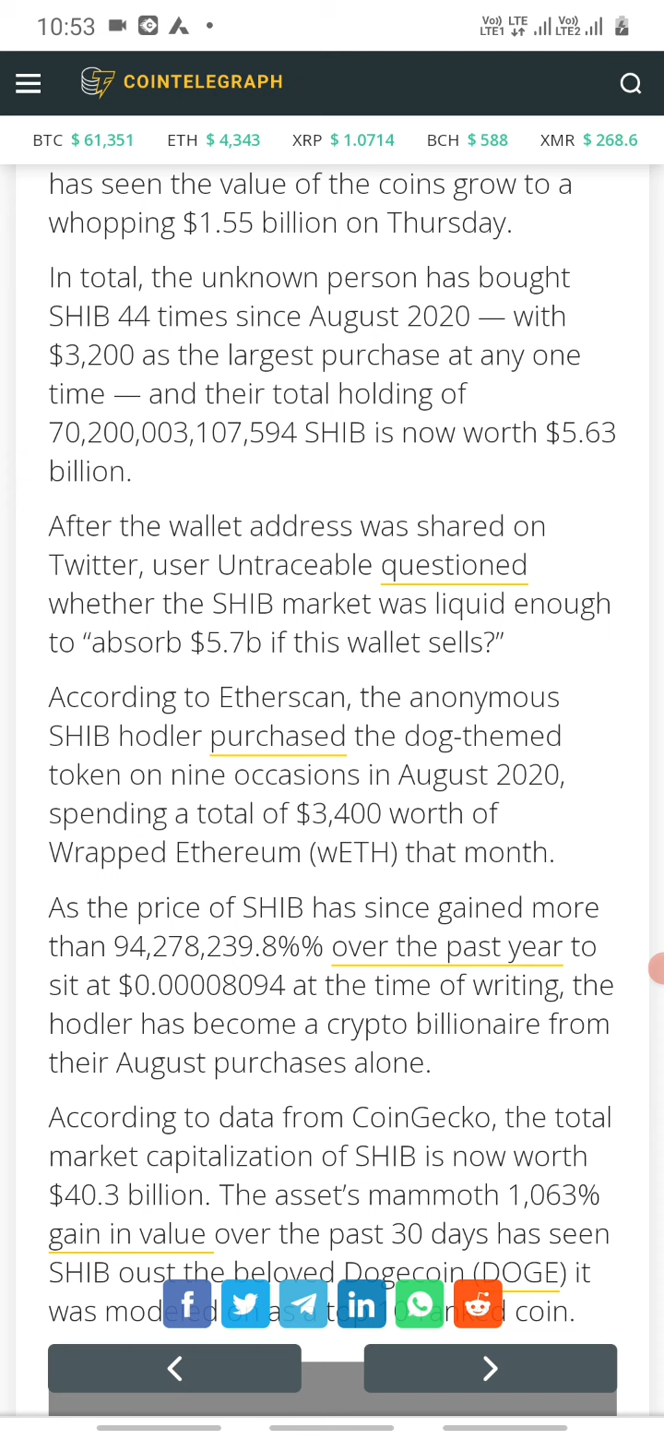 10:53
Vo)) LTE
LTE1
Vo))
LTE2
COINTELEGRAPH
BTC $ 61,351 ETH $ 4,343 XRP $ 1.0714 BCH $ 588 XMR $ 268.6
has seen the value of the coins grow to a
whopping $1.55 billion on Thursday.
In total, the unknown person has bought
SHIB 44 times since August 2020 — with
$3,200 as the largest purchase at any one
time — and their total holding of
70,200,003,107,594 SHIB is now worth $5.63
billion.
After the wallet address was shared on
Twitter, user Untraceable questioned
whether the SHIB market was liquid enough
to “absorb $5.7b if this wallet sells?”
According to Etherscan, the anonymous
SHIB hodler purchased the dog-themed
token on nine occasions in August 2020,
spending a total of $3,400 worth of
Wrapped Ethereum (wETH) that month.
As the price of SHIB has since gained more
than 94,278,239.8%% over the past year to
sit at $0.00008094 at the time of writing, the
hodler has become a crypto billionaire from
their August purchases alone.
According to data from CoinGecko, the total
market capitalization of SHIB is now worth
$40.3 billion. The asset’s mammoth 1,063%
gain in value over the past 30 days has seen
SHIB oust the beloved Dogecoin (DOGE) it
was coin.